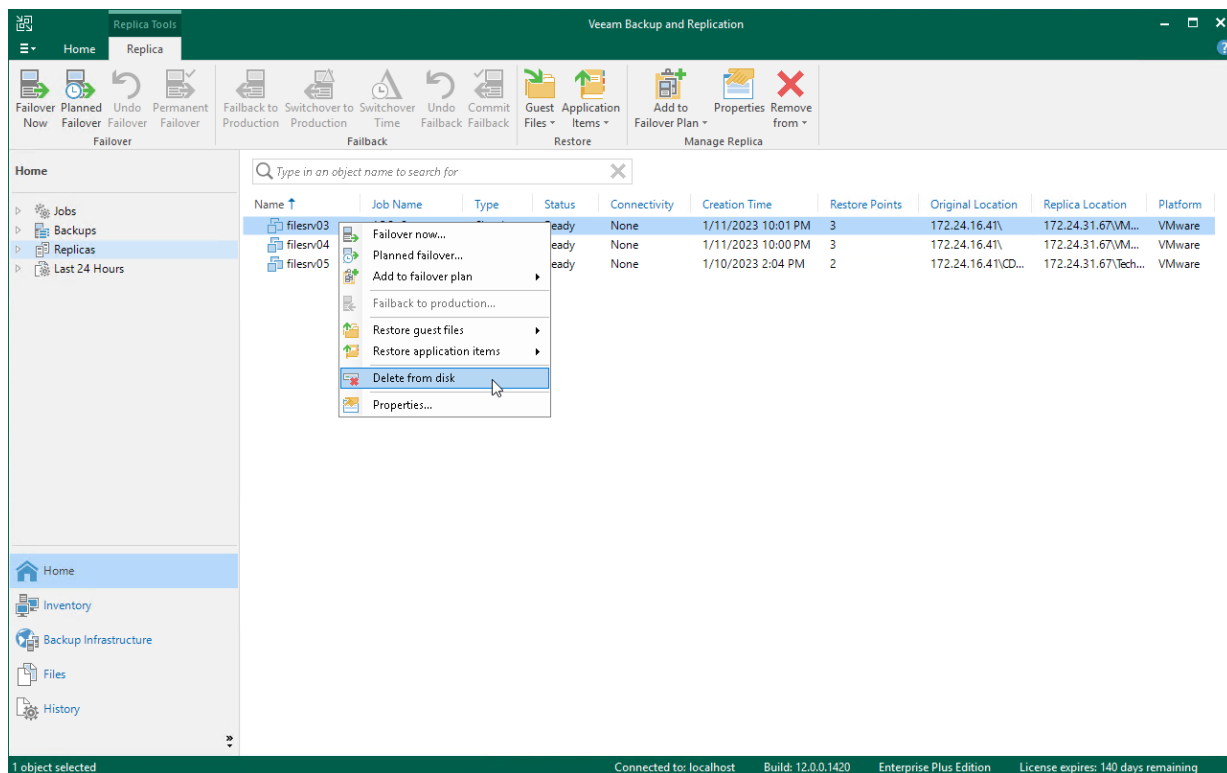 Replica Tools
Veeam Backup and Replication
Home Replica
Failover Now
Planned Failover
Undo Failover
Permanent Failover
Failover
Failback to Production
Switchover to Production
Switchover Time
Undo Failback
Commit Failback
Failback
Guest Files
Application Items
Restore
Add to Failover Plan
Properties
Remove from
Manage Replica
Home
Type in an object name to search for
Jobs
Backups
Replicas
Last 24 Hours
Name Job Name Type Status Connectivity Creation Time Restore Points Original Location Replica Location Platform
filesrv03 None 1/11/2023 10:01 PM 3 172.24.16.41\ 172.24.31.67\VM... VMware
filesrv04 None 1/11/2023 10:00 PM 3 172.24.16.41\ 172.24.31.67\VM... VMware
filesrv05 None 1/10/2023 2:04 PM 2 172.24.16.41\CD... 172.24.31.67\Tech... VMware
Failover now...
Planned failover...
Add to failover plan
Failback to production...
Restore guest files
Restore application items
Delete from disk
Properties...
Home
Inventory
Backup Infrastructure
Files
History
1 object selected
Connected to: localhost Build: 12.0.0.1420 Enterprise Plus Edition License expires: 140 days remaining